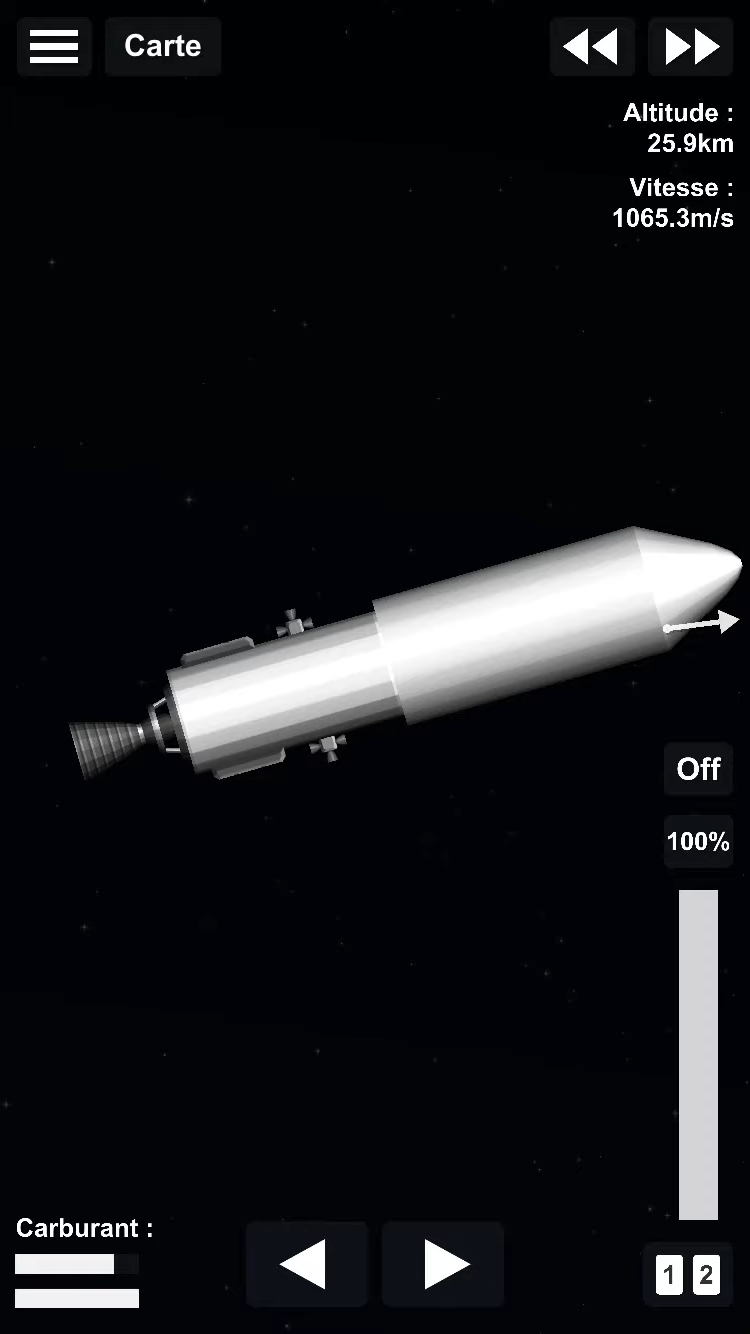 Carte
Altitude :
25.9km
Vitesse :
1065.3m/s
Off
100%
Carburant :
1 2